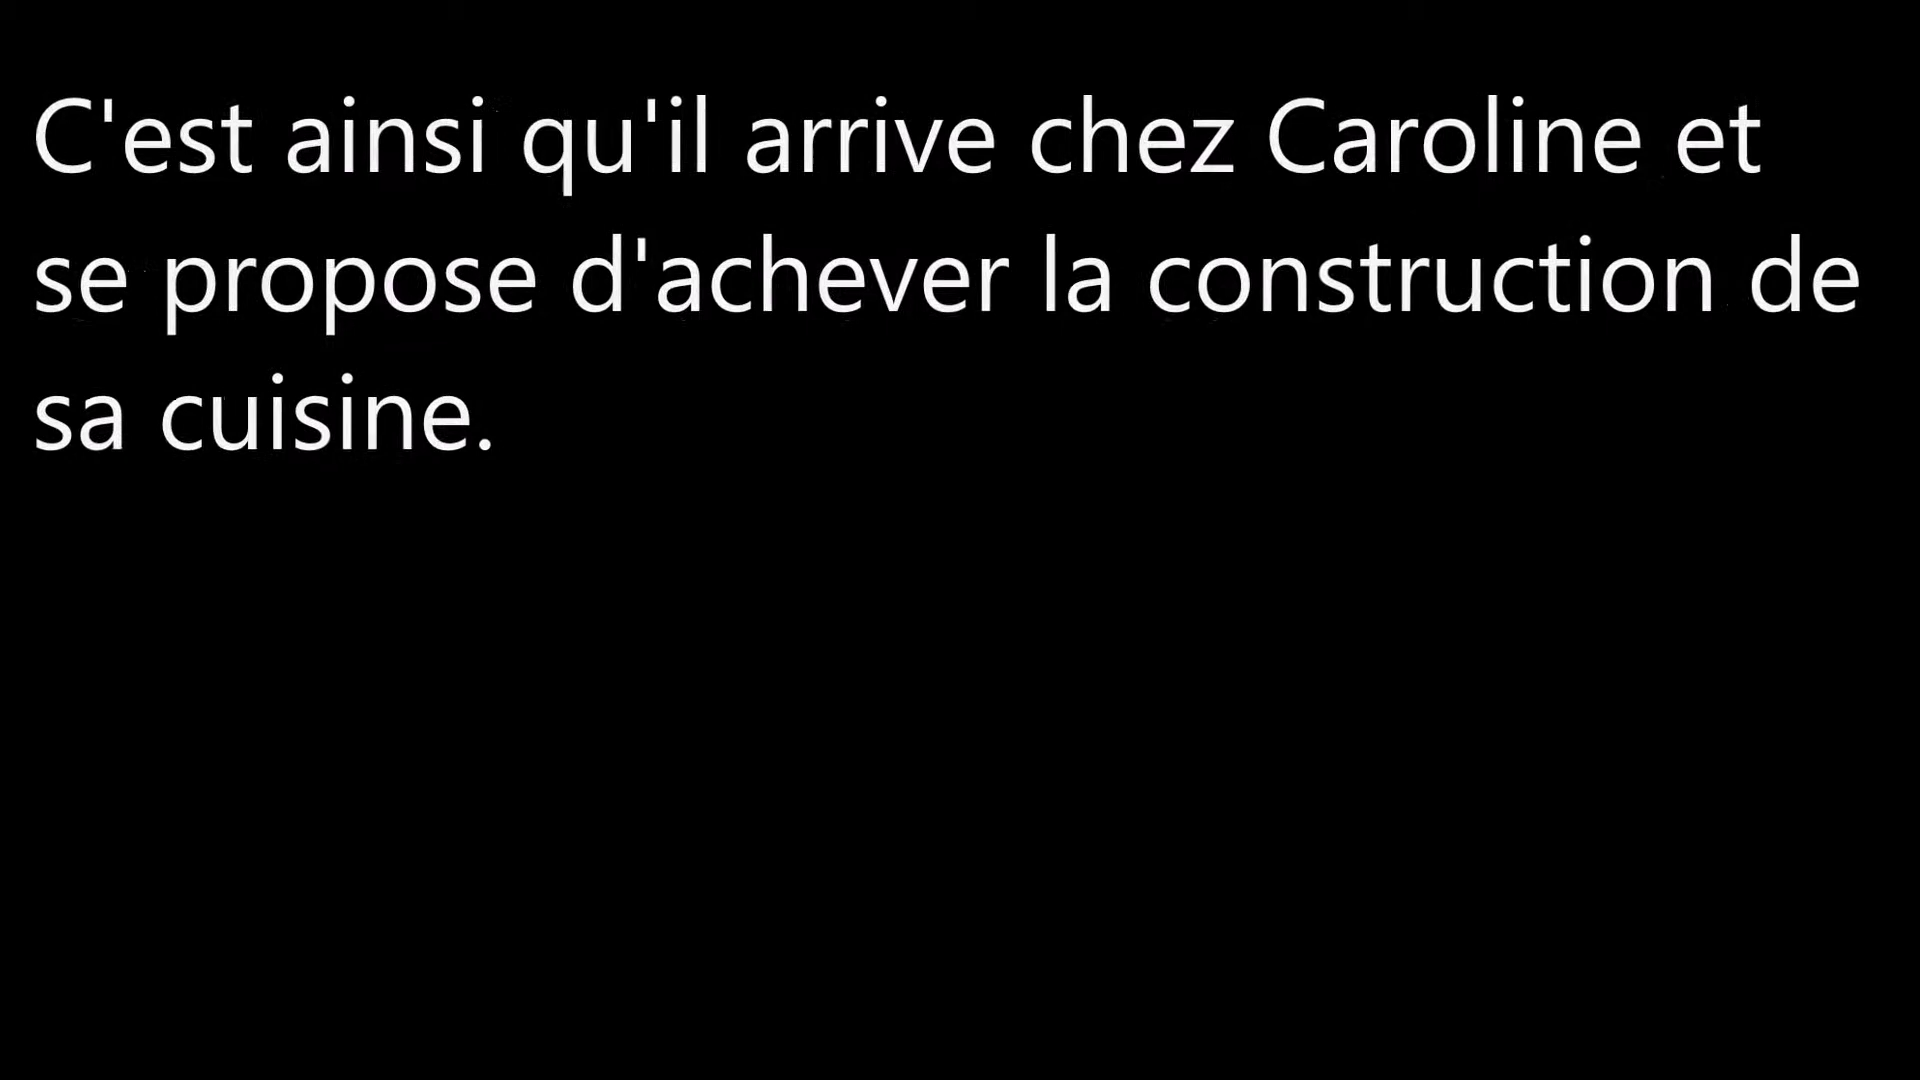 C'est ainsi qu'il arrive chez Caroline et
se propose d'achever la construction de
sa cuisine.